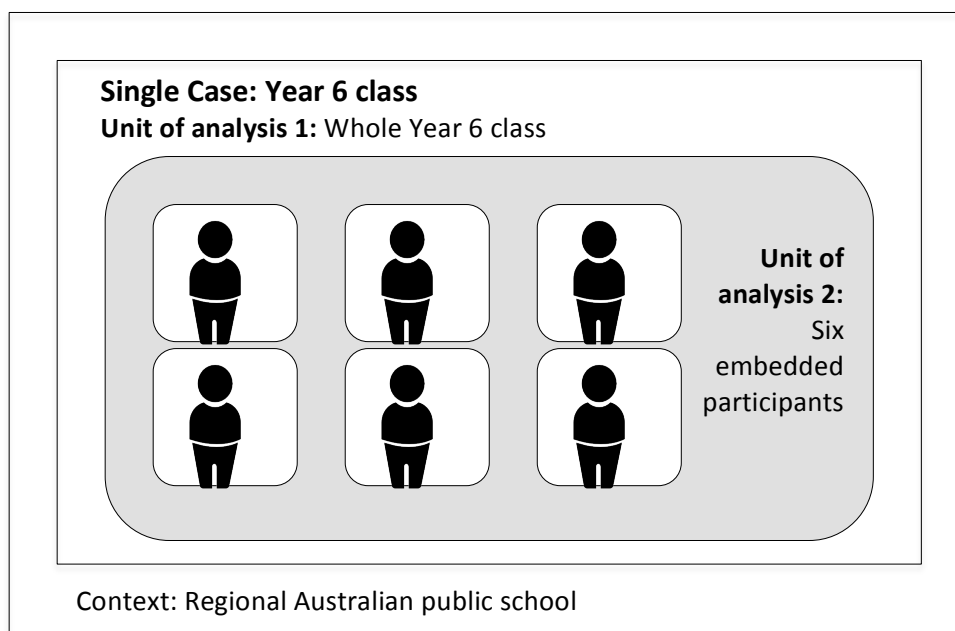 Single Case: Year 6 class
Unit of analysis 1: Whole Year 6 class
Unit of
analysis 2:
Six
embedded
participants
Context: Regional Australian public school